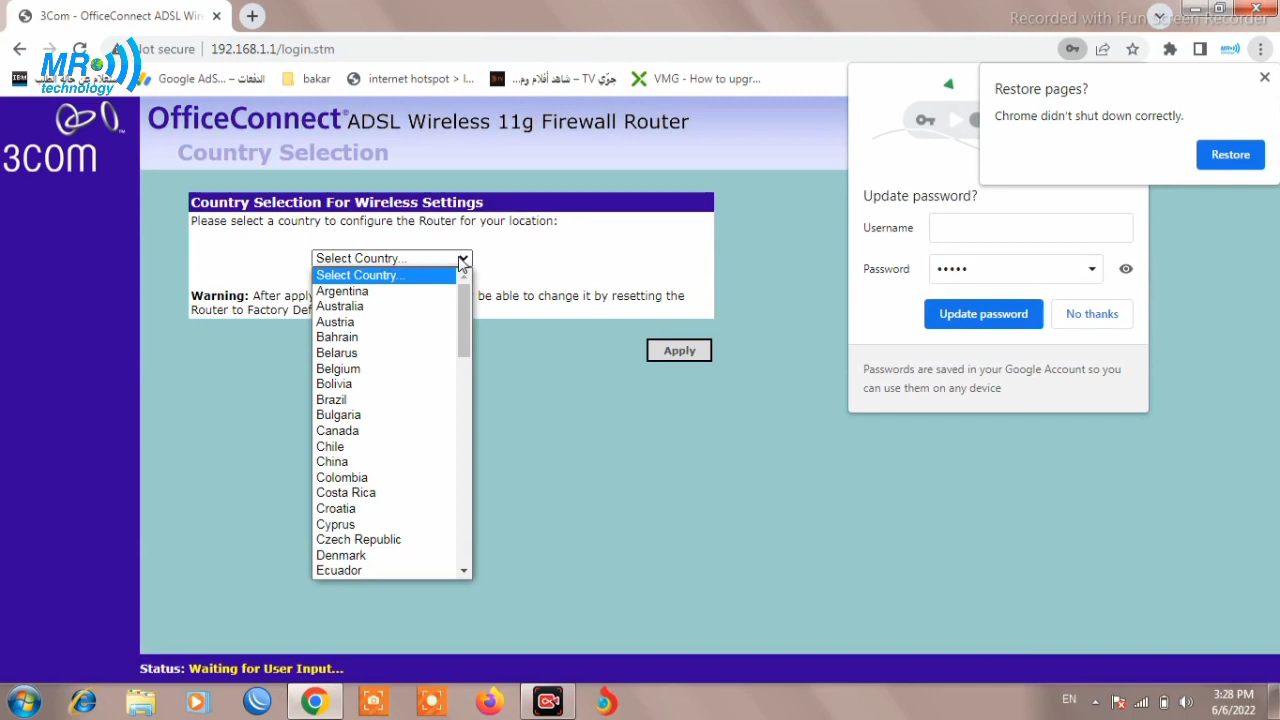 3Com - OfficeConnect ADSL Wire
Recorded with iFun Screen Recorder
Not secure
192.168.1.1/login.stm
MR
technology
Google AdS... – الدفعات
bakar
internet hotspot > I...
جوّي TV – شاهد أفلام روم...
VMG - How to upgr...
3COM
OfficeConnect® ADSL Wireless 11g Firewall Router
Country Selection
Country Selection For Wireless Settings
Please select a country to configure the Router for your location:
Select Country...
Select Country...
Argentina
Australia
Austria
Bahrain
Belarus
Belgium
Bolivia
Brazil
Bulgaria
Canada
Chile
China
Colombia
Costa Rica
Croatia
Cyprus
Czech Republic
Denmark
Ecuador
Warning: After apply
be able to change it by resetting the
Router to Factory Def
Apply
Restore pages?
Chrome didn't shut down correctly.
Restore
Update password?
Username
Password
•••••
Update password
No thanks
Passwords are saved in your Google Account so you
can use them on any device
Status: Waiting for User Input...
EN
3:28 PM
6/6/2022